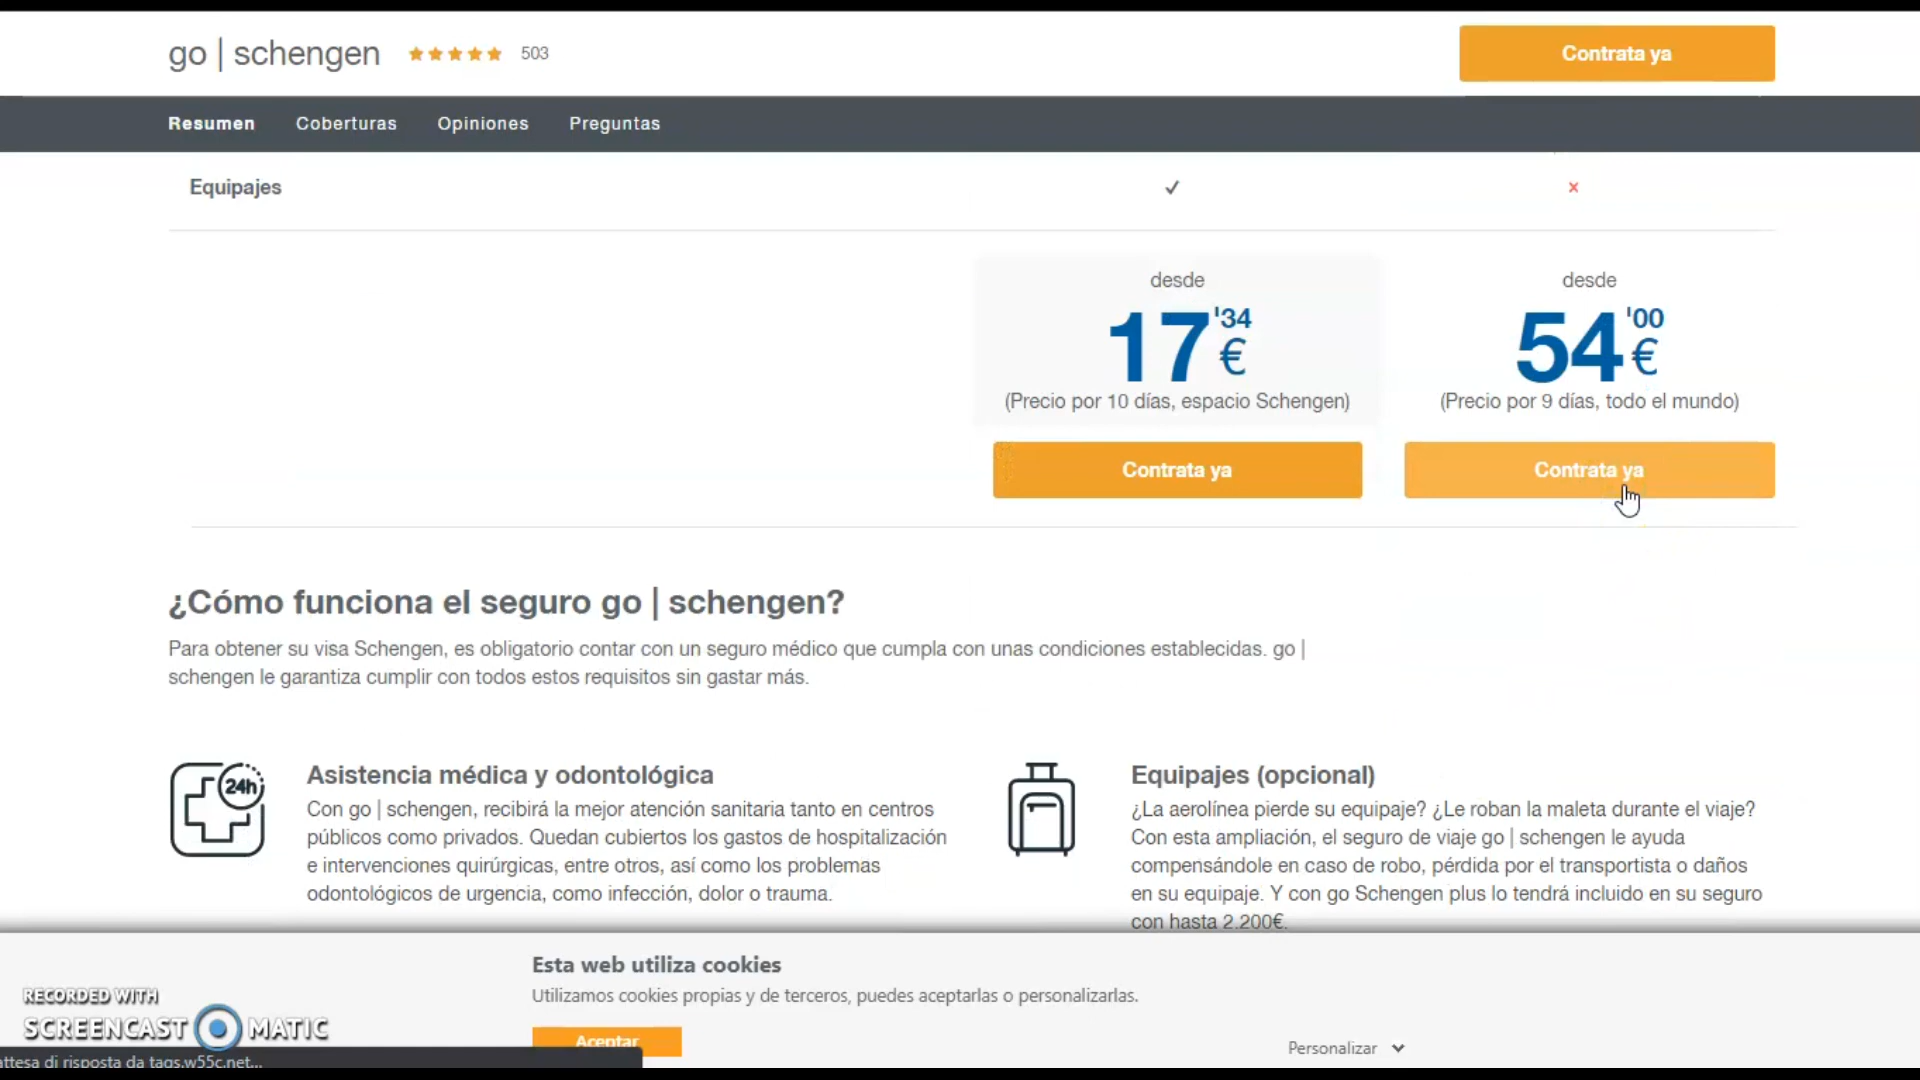 go | schengen 503
Contrata ya
Resumen Coberturas Opiniones Preguntas
Equipajes
desde
17'34 €
(Precio por 10 días, espacio Schengen)
Contrata ya
desde
54'00 €
(Precio por 9 días, todo el mundo)
Contrata ya
¿Cómo funciona el seguro go | schengen?
Para obtener su visa Schengen, es obligatorio contar con un seguro médico que cumpla con unas condiciones establecidas. go |
schengen le garantiza cumplir con todos estos requisitos sin gastar más.
24h
Asistencia médica y odontológica
Con go | schengen, recibirá la mejor atención sanitaria tanto en centros
públicos como privados. Quedan cubiertos los gastos de hospitalización
e intervenciones quirúrgicas, entre otros, así como los problemas
odontológicos de urgencia, como infección, dolor o trauma.
Equipajes (opcional)
¿La aerolínea pierde su equipaje? ¿Le roban la maleta durante el viaje?
Con esta ampliación, el seguro de viaje go | schengen le ayuda
compensándole en caso de robo, pérdida por el transportista o daños
en su equipaje. Y con go Schengen plus lo tendrá incluido en su seguro
con hasta 2.200€.
Esta web utiliza cookies
Utilizamos cookies propias y de terceros, puedes aceptarlas o personalizarlas.
Aceptar
Personalizar
RECORDED WITH
SCREENCAST MATIC
attesa di risposta da tags.w55c.net...